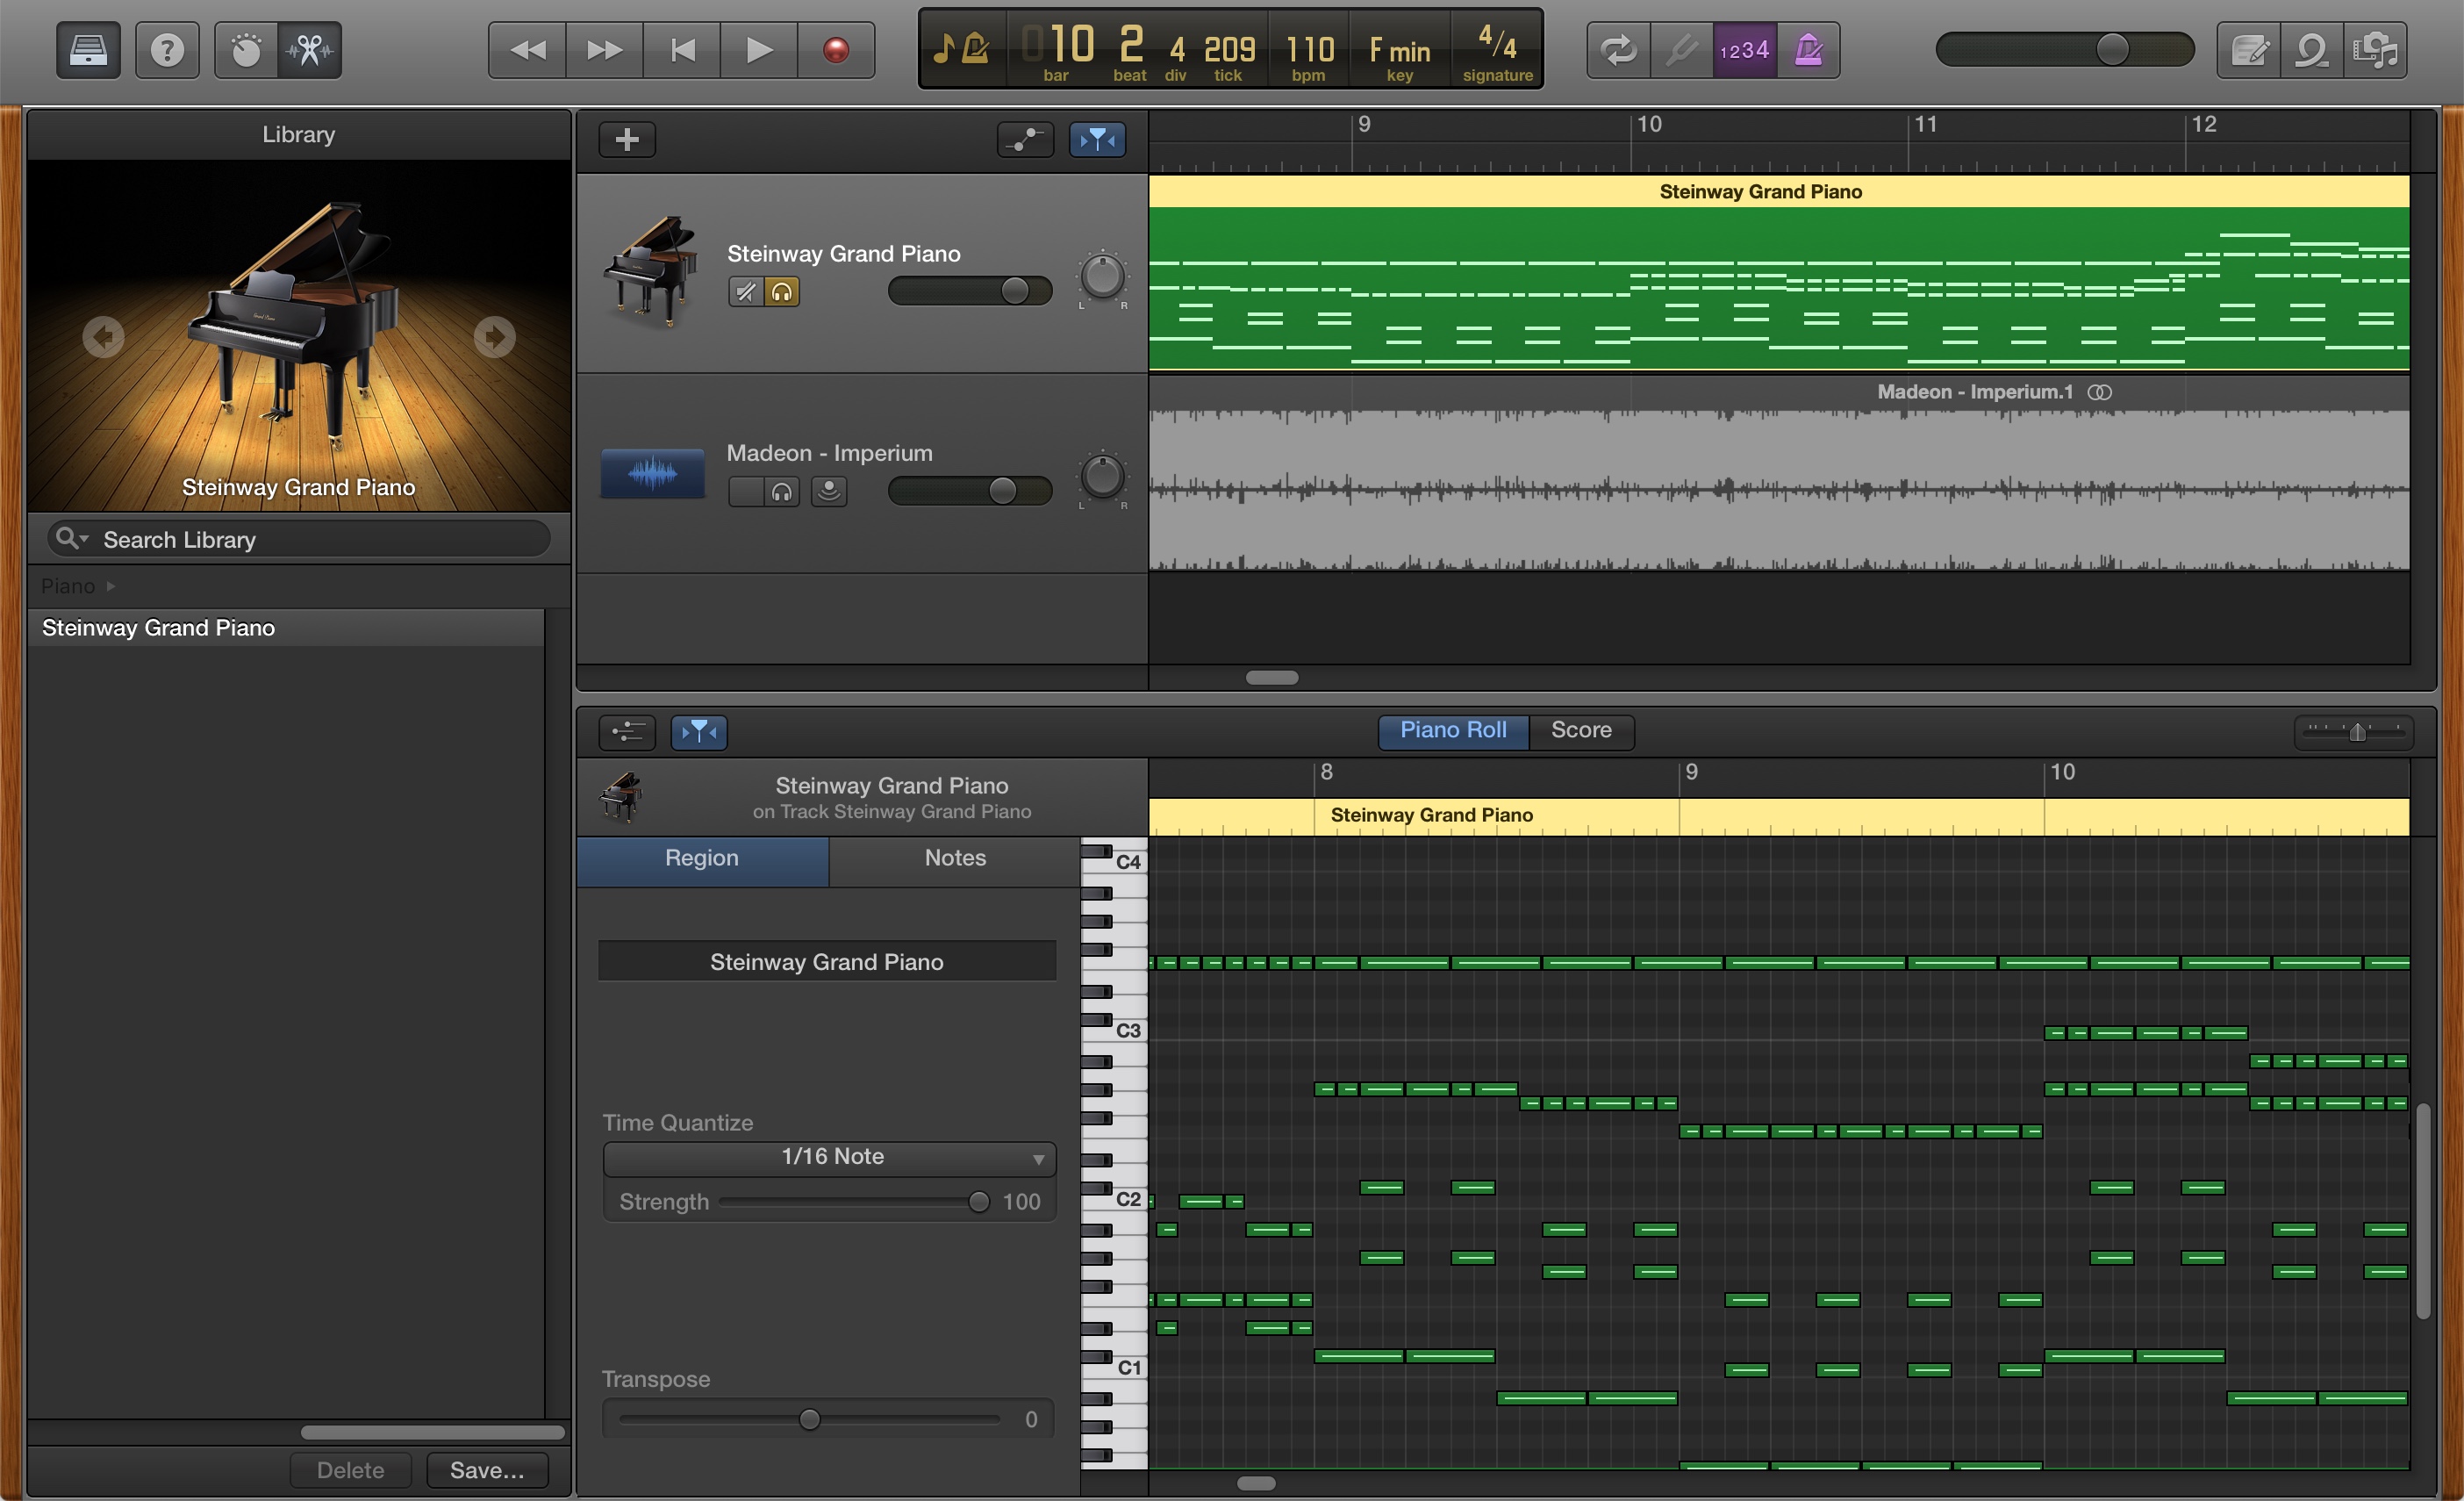 10 2 4 209 110 F min 4/4
bar beat div tick bpm key signature
1234
Library
Steinway Grand Piano
Search Library
Piano
Steinway Grand Piano
Delete Save...
9 10 11 12
Steinway Grand Piano
L R
Steinway Grand Piano
Madeon - Imperium
L R
Madeon - Imperium.1
Piano Roll Score
Steinway Grand Piano
on Track Steinway Grand Piano
8 9 10
Steinway Grand Piano
Region Notes
Steinway Grand Piano
Time Quantize
1/16 Note
Strength 100
Transpose
0
C4
C3
C2
C1